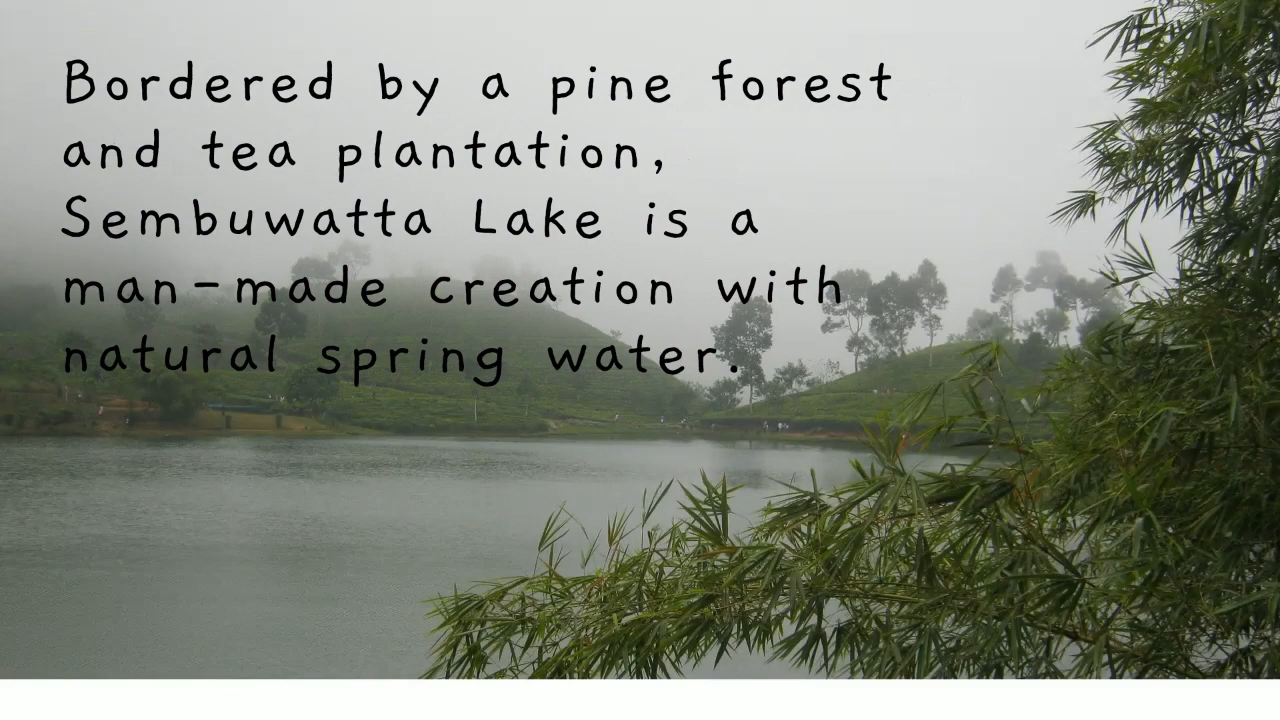 Bordered by a pine forest
and tea plantation,
Sembuwatta Lake is a
man-made creation with
natural spring water.